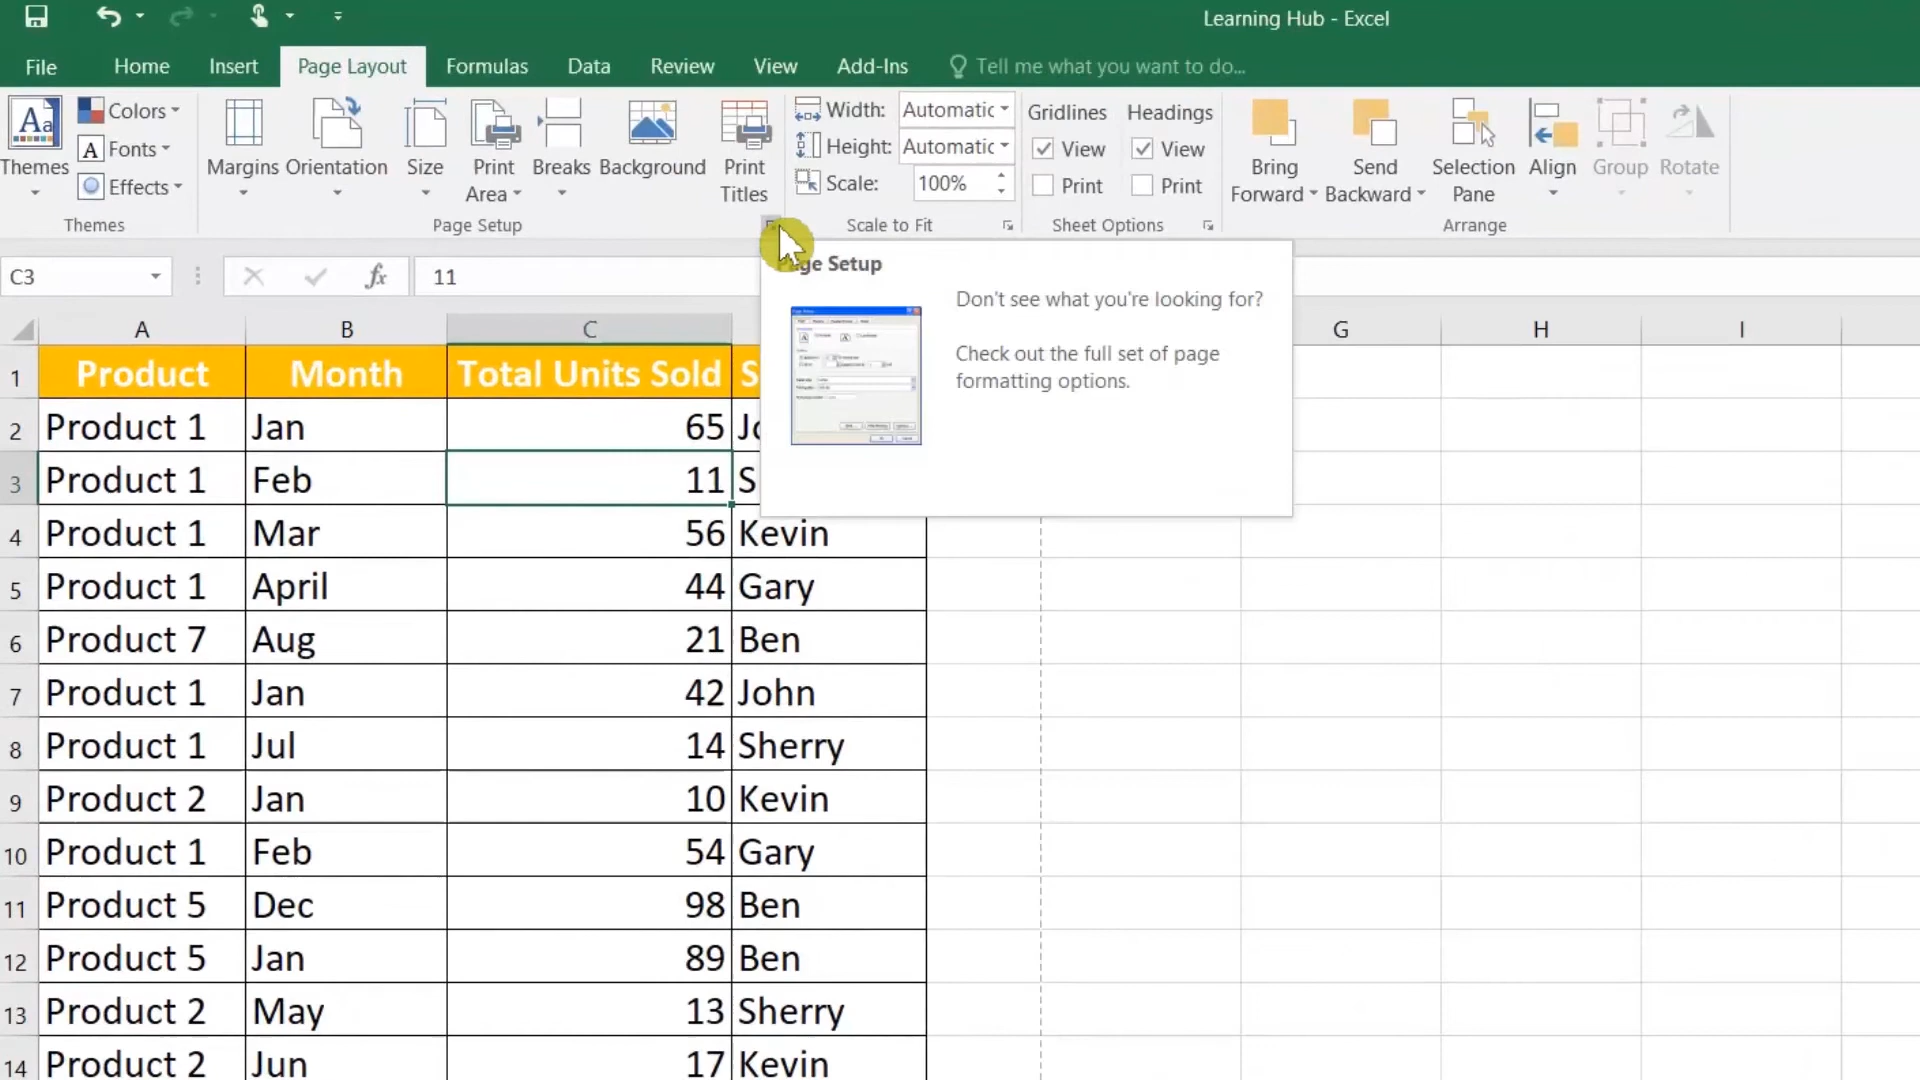 Learning Hub - Excel
File Home Insert Page Layout Formulas Data Review View Add-Ins Tell me what you want to do...
Themes
Colors
Fonts
Effects
Themes
Margins Orientation Size Print Area Breaks Background Print Titles
Page Setup
Width: Automatic
Height: Automatic
Scale: 100%
Scale to Fit
Gridlines Headings
View View
Print Print
Sheet Options
Bring Forward Send Backward Selection Pane Align Group Rotate
Arrange
C3 fx 11
Setup
Don't see what you're looking for?
Check out the full set of page
formatting options.
A B C G H I
1 Product Month Total Units Sold S
2 Product 1 Jan 65 Jo
3 Product 1 Feb 11 S
4 Product 1 Mar 56 Kevin
5 Product 1 April 44 Gary
6 Product 7 Aug 21 Ben
7 Product 1 Jan 42 John
8 Product 1 Jul 14 Sherry
9 Product 2 Jan 10 Kevin
10 Product 1 Feb 54 Gary
11 Product 5 Dec 98 Ben
12 Product 5 Jan 89 Ben
13 Product 2 May 13 Sherry
14 Product 2 Jun 17 Kevin